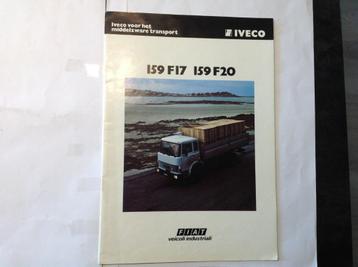 Iveco voor het
middelzware transport
IVECO
159 F17 159 F20
FIAT
veicoli industriali